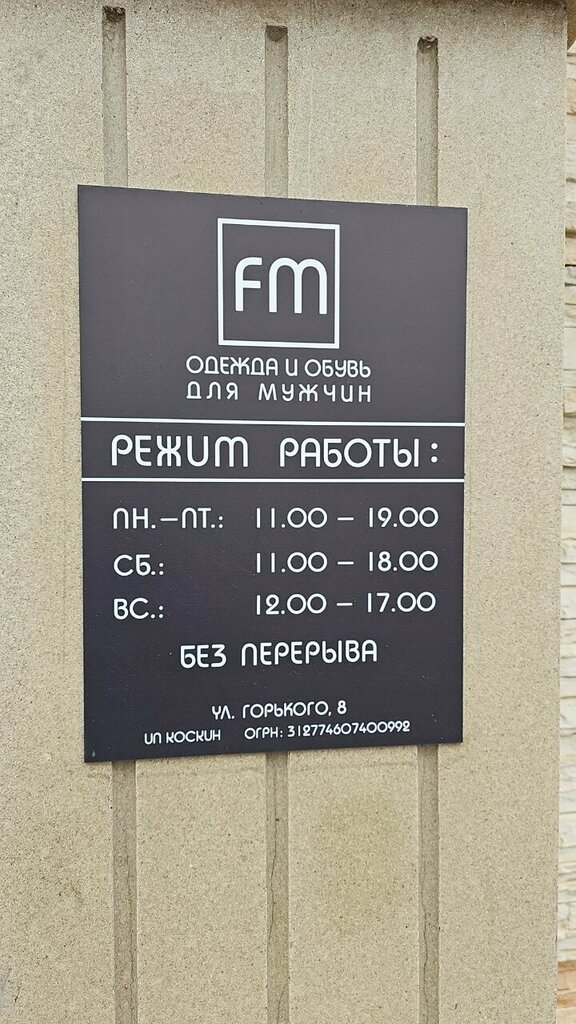 FM
ОДЕЖДА И ОБУВЬ
ДЛЯ МУЖЧИН
РЕЖИМ РАБОТЫ:
ПН.–ПТ.: 11.00 – 19.00
СБ.: 11.00 – 18.00
ВС.: 12.00 – 17.00
БЕЗ ПЕРЕРЫВА
УЛ. ГОРЬКОГО, 8
ИП КОСКИН ОГРН: 312774607400992